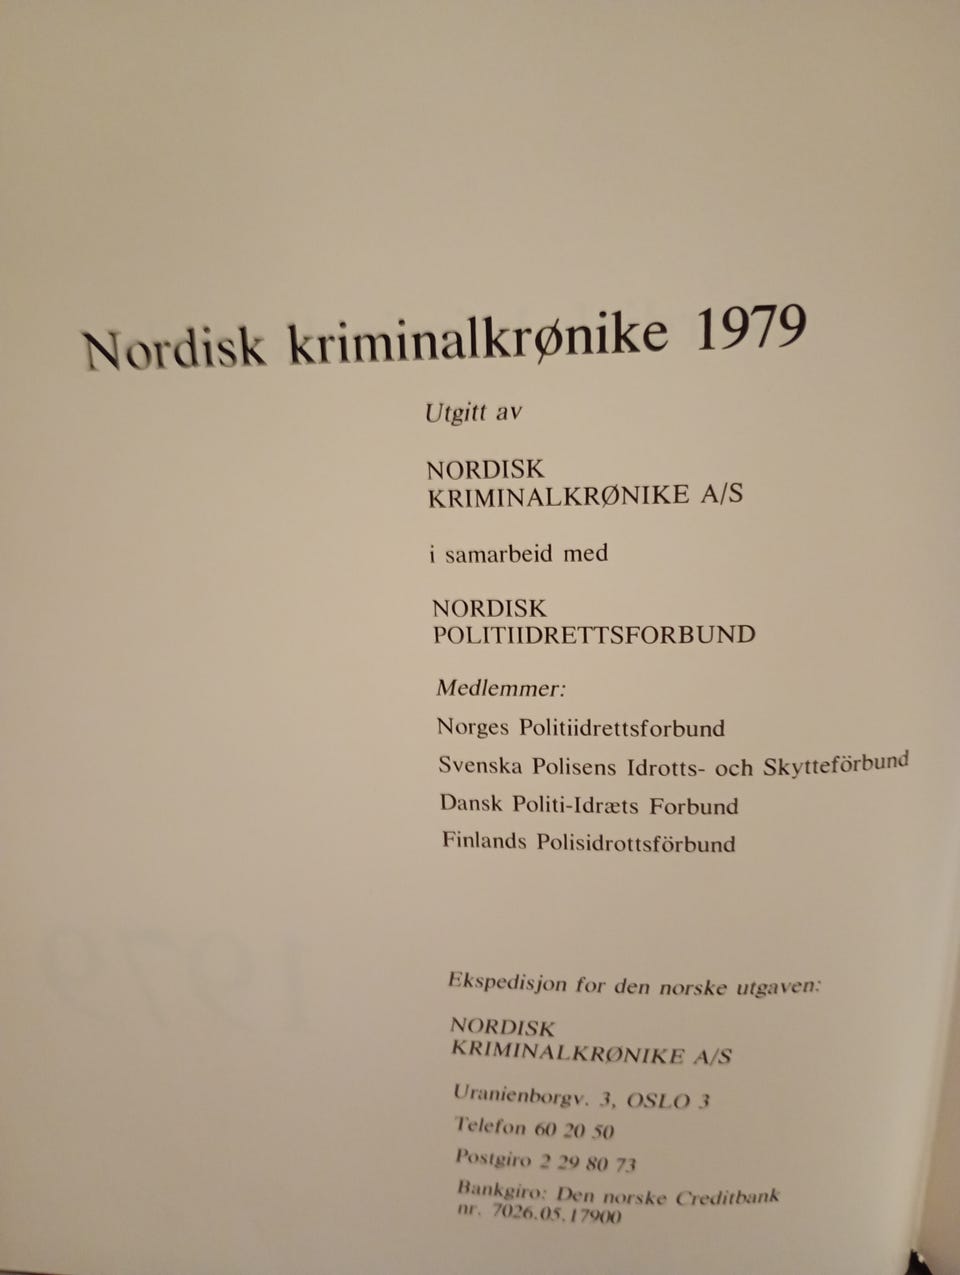 Nordisk kriminalkrønike 1979
Utgitt av
NORDISK
KRIMINALKRØNIKE A/S
i samarbeid med
NORDISK
POLITIIDRETTSFORBUND
Medlemmer:
Norges Politiidrettsforbund
Svenska Polisens Idrotts- och Skytteförbund
Dansk Politi-Idræts Forbund
Finlands Polisidrottsförbund
1979
Ekspedisjon for den norske utgaven:
NORDISK
KRIMINALKRØNIKE A/S
Uranienborgv. 3, OSLO 3
Telefon 60 20 50
Postgiro 2 29 80 73
Bankgiro: Den norske Creditbank
nr. 7026.05.17900